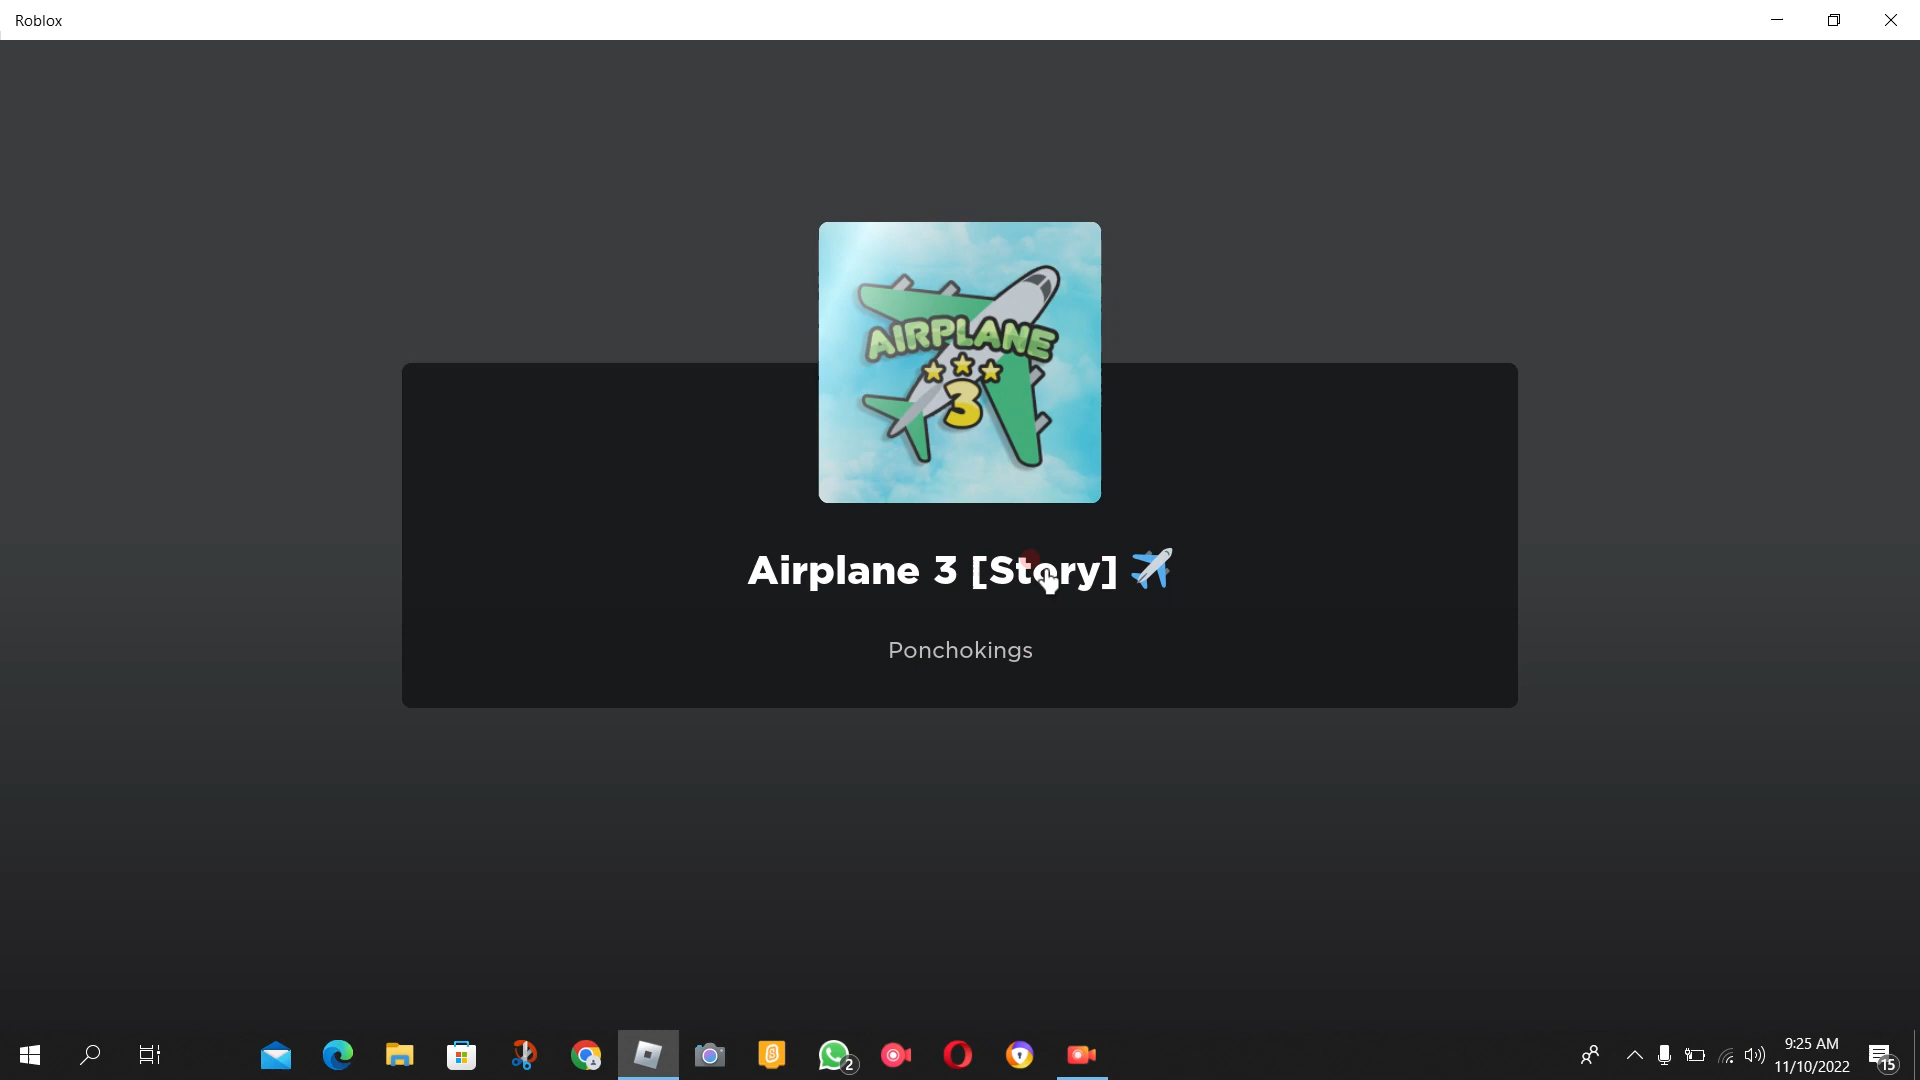 Roblox
AIRPLANE
3
Airplane 3 [Story] ✈️
Ponchokings
2
9:25 AM
11/10/2022
15